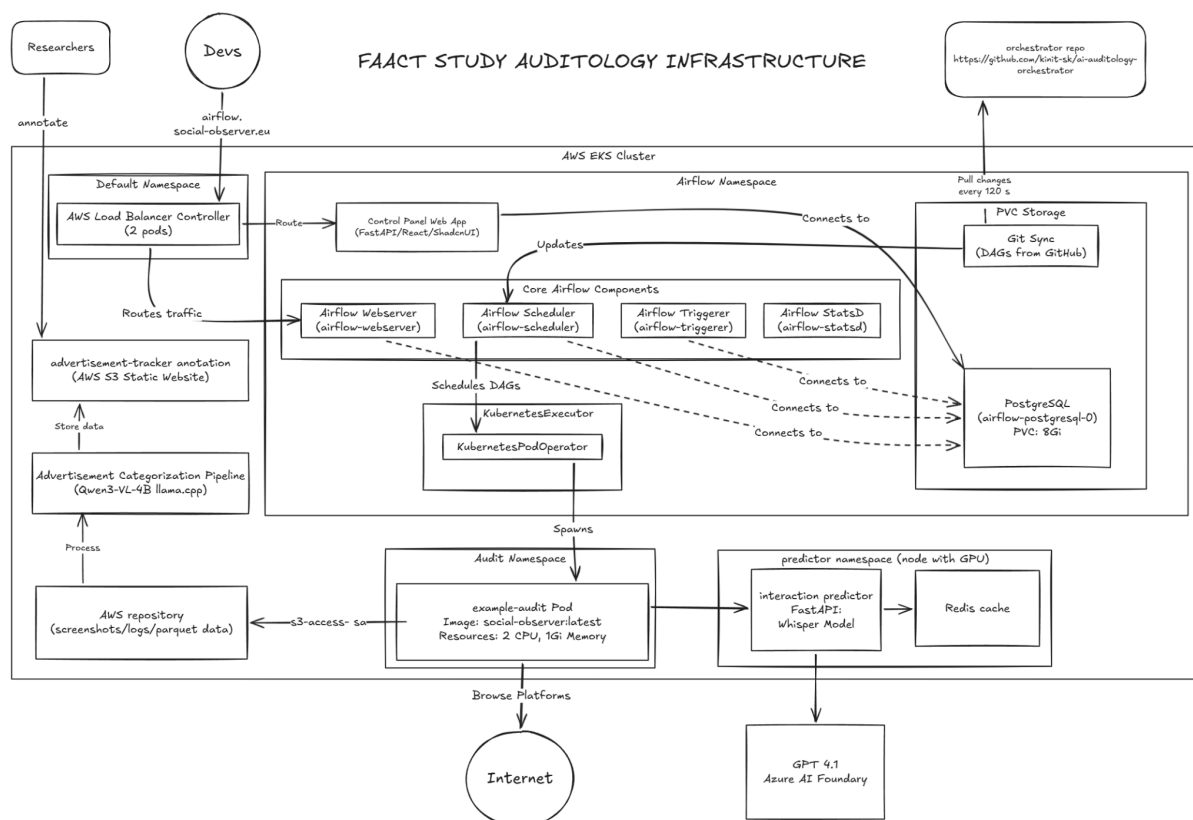 Researchers
Devs
FAACT STUDY AUDITOLOGY INFRASTRUCTURE
orchestrator repo
https://github.com/kinit-sk/ai-auditology-
orchestrator
annotate
airflow.
social-observer.eu
AWS EKS Cluster
Default Namespace
AWS Load Balancer Controller
(2 pods)
Route
Airflow Namespace
Control Panel Web App
(FastAPI/React/ShadcnUI)
Connects to
Pull changes
every 120 s
PVC Storage
Git Sync
(DAGs from GitHub)
Updates
Routes traffic
Core Airflow Components
Airflow Webserver
(airflow-webserver)
Airflow Scheduler
(airflow-scheduler)
Airflow Triggerer
(airflow-triggerer)
Airflow StatsD
(airflow-statsd)
advertisement-tracker anotation
(AWS S3 Static Website)
Schedules DAGs
Connects to
Connects to
Connects to
PostgreSQL
(airflow-postgresql-0)
PVC: 8Gi
Store data
KubernetesExecutor
KubernetesPodOperator
Advertisement Categorization Pipeline
(Qwen3-VL-4B llama.cpp)
Process
Spawns
AWS repository
(screenshots/logs/parquet data)
s3-access- sa
Audit Namespace
example-audit Pod
Image: social-observer:latest
Resources: 2 CPU, 1Gi Memory
predictor namespace (node with GPU)
interaction predictor
FastAPI:
Whisper Model
Redis cache
Browse Platforms
Internet
GPT 4.1
Azure AI Foundary